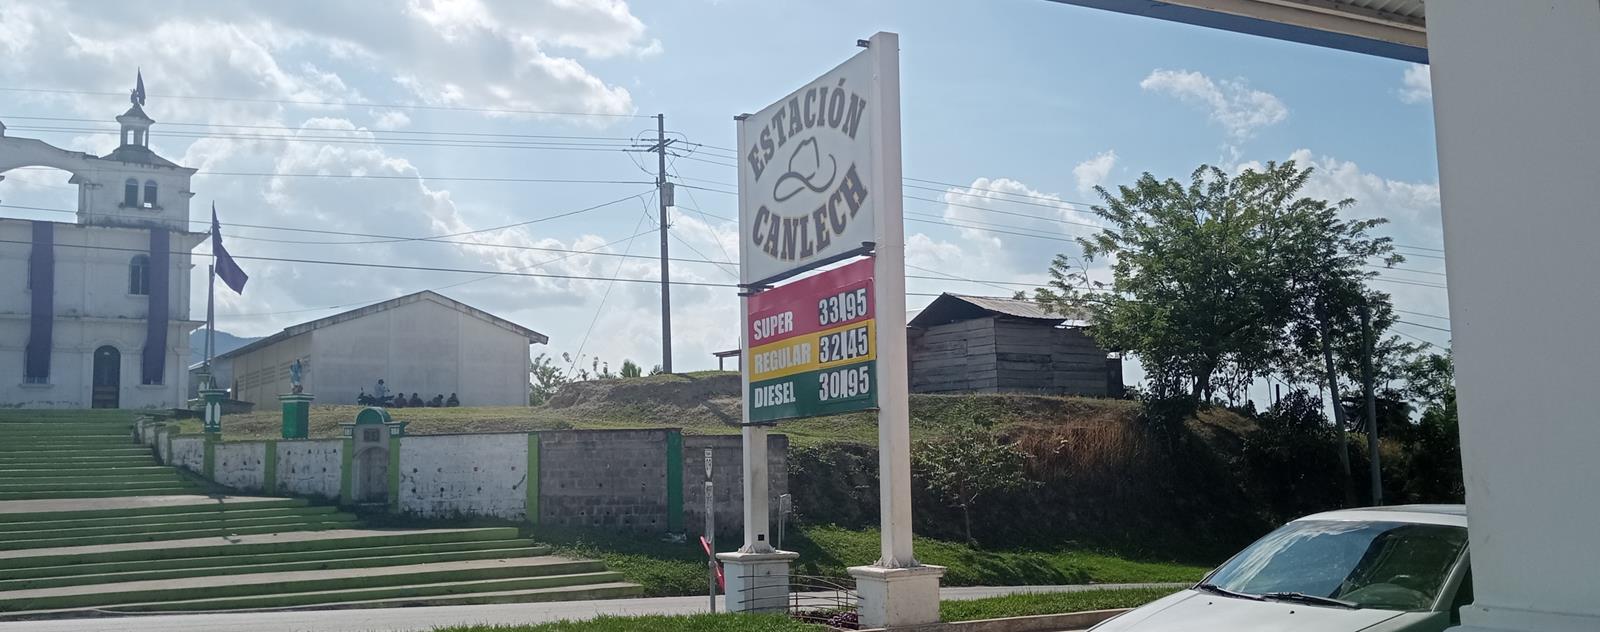 ESTACIÓN
CANLECH
SUPER 33.95
REGULAR 32.45
DIESEL 30.95